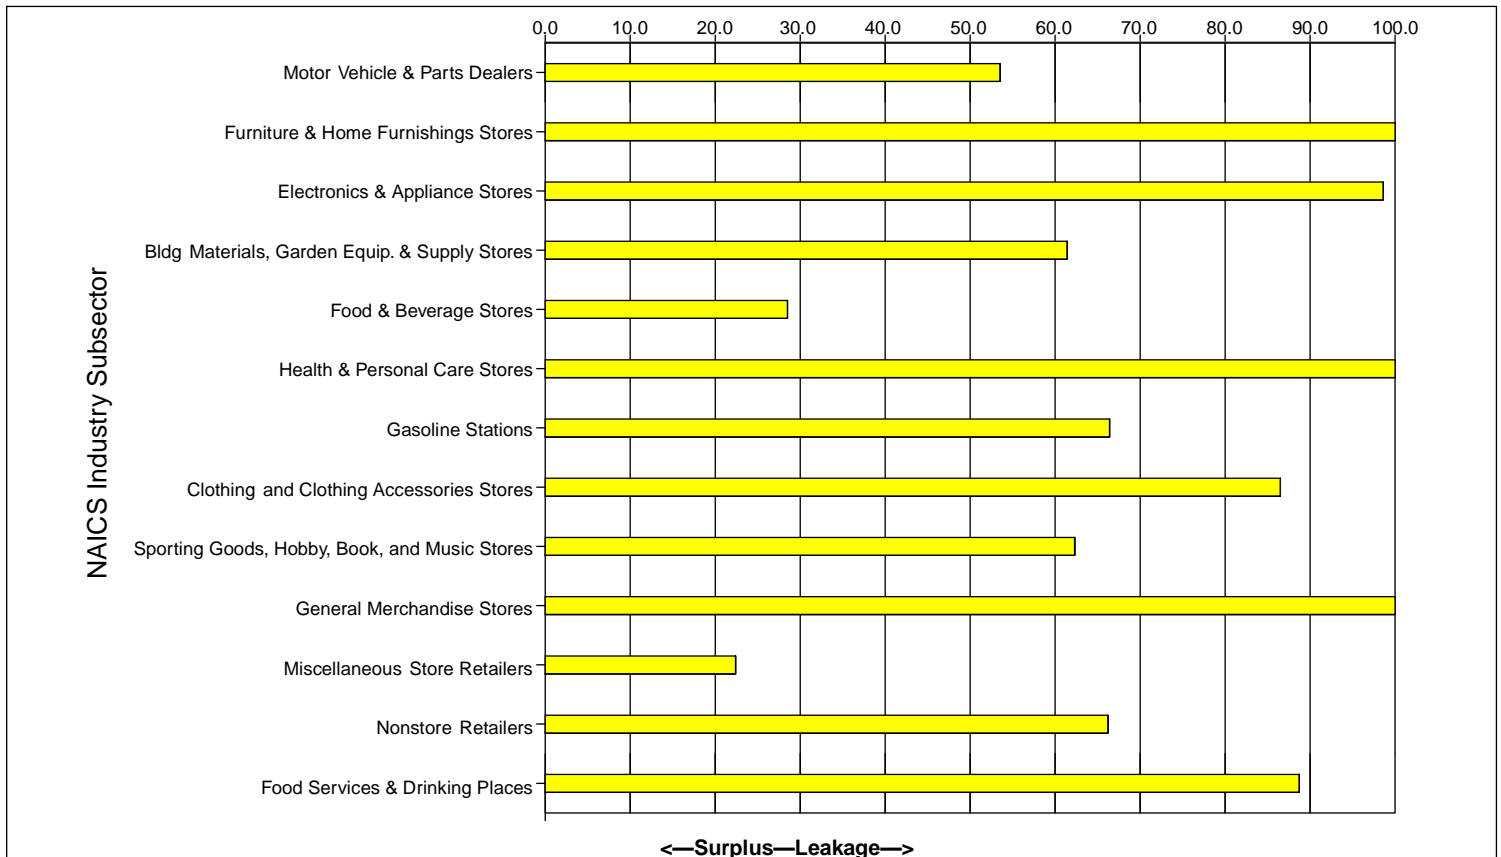 0.0 10.0 20.0 30.0 40.0 50.0 60.0 70.0 80.0 90.0 100.0
Motor Vehicle & Parts Dealers
Furniture & Home Furnishings Stores
Electronics & Appliance Stores
Bldg Materials, Garden Equip. & Supply Stores
Food & Beverage Stores
Health & Personal Care Stores
Gasoline Stations
Clothing and Clothing Accessories Stores
Sporting Goods, Hobby, Book, and Music Stores
General Merchandise Stores
Miscellaneous Store Retailers
Nonstore Retailers
Food Services & Drinking Places
NAICS Industry Subsector
<—Surplus—Leakage—>